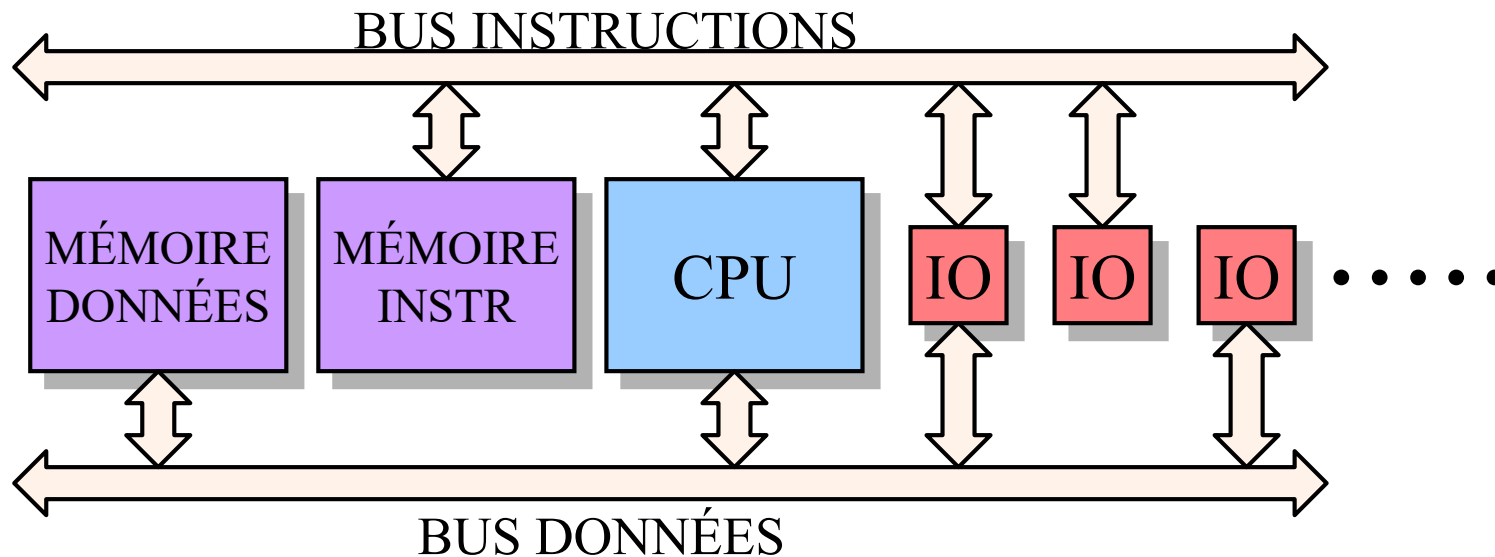 BUS INSTRUCTIONS
MÉMOIRE
DONNÉES
MÉMOIRE
INSTR
CPU
IO
IO
IO
BUS DONNÉES